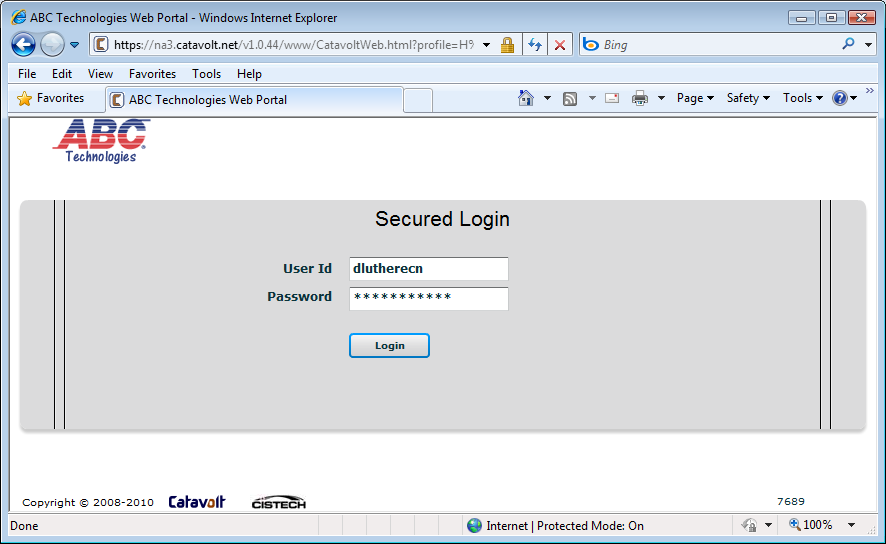 ABC Technologies Web Portal - Windows Internet Explorer
https://na3.catavolt.net/v1.0.44/www/CatavoltWeb.html?profile=H9
Bing
File Edit View Favorites Tools Help
Favorites
ABC Technologies Web Portal
Page Safety Tools
ABC®
Technologies
Secured Login
User Id dlutherecn
Password ***********
Login
Copyright © 2008-2010 Catavolt CISTECH 7689
Done Internet | Protected Mode: On 100%